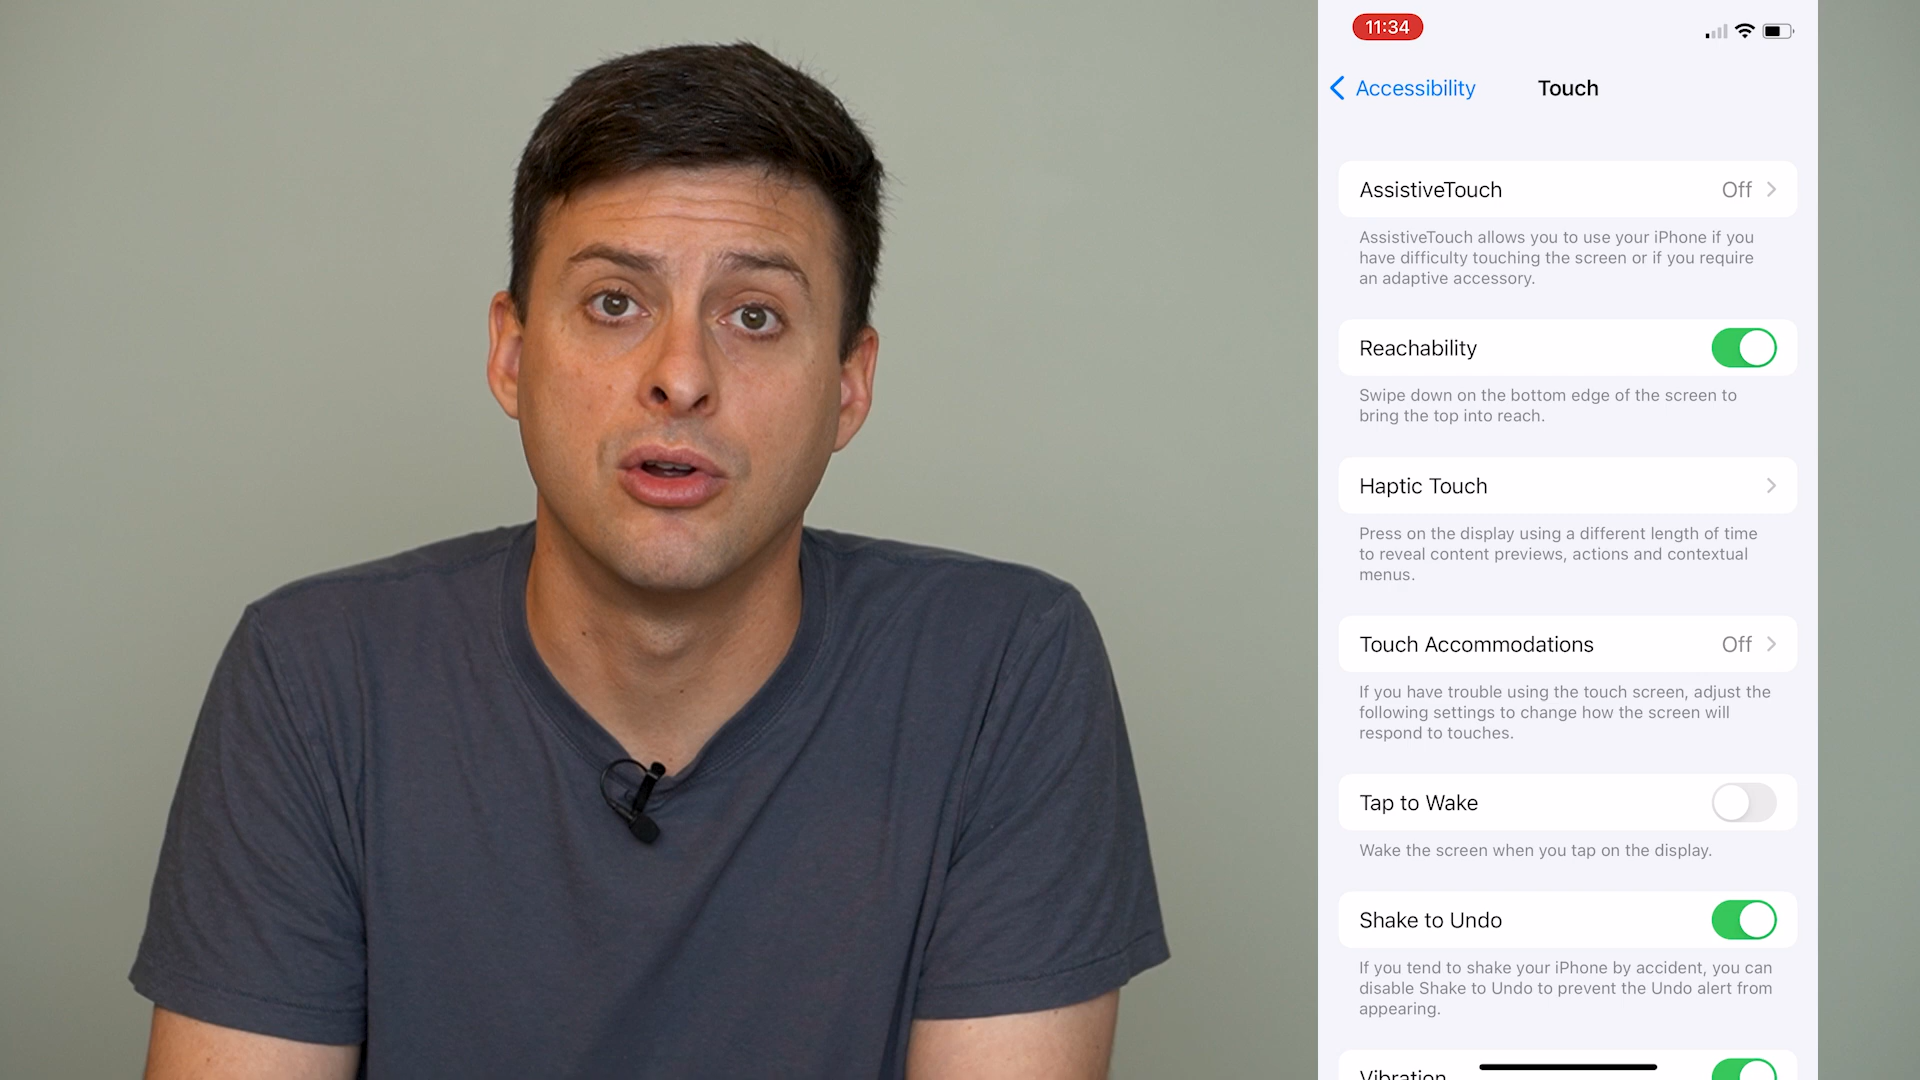 11:34
Accessibility
Touch
AssistiveTouch Off
AssistiveTouch allows you to use your iPhone if you
have difficulty touching the screen or if you require
an adaptive accessory.
Reachability
Swipe down on the bottom edge of the screen to
bring the top into reach.
Haptic Touch
Press on the display using a different length of time
to reveal content previews, actions and contextual
menus.
Touch Accommodations Off
If you have trouble using the touch screen, adjust the
following settings to change how the screen will
respond to touches.
Tap to Wake
Wake the screen when you tap on the display.
Shake to Undo
If you tend to shake your iPhone by accident, you can
disable Shake to Undo to prevent the Undo alert from
appearing.
Vibration